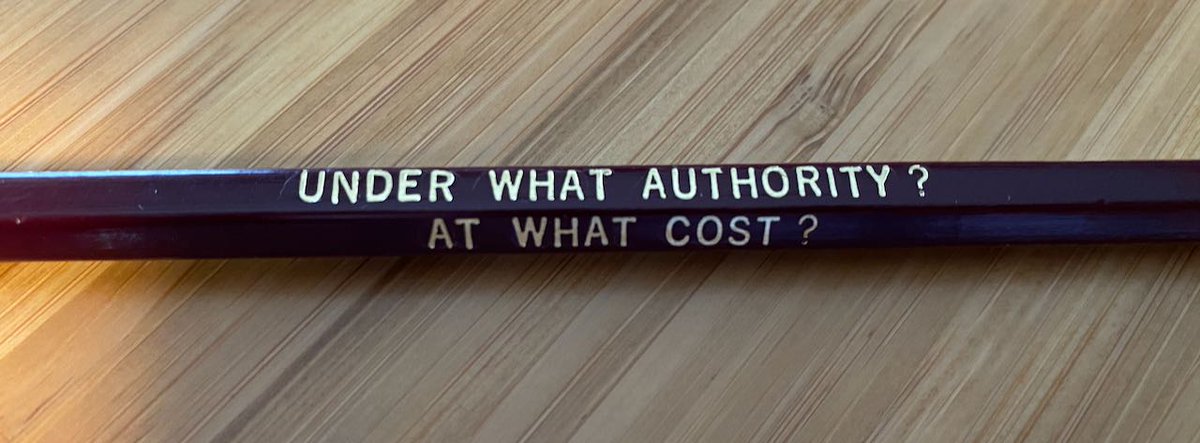 UNDER WHAT AUTHORITY?
AT WHAT COST?